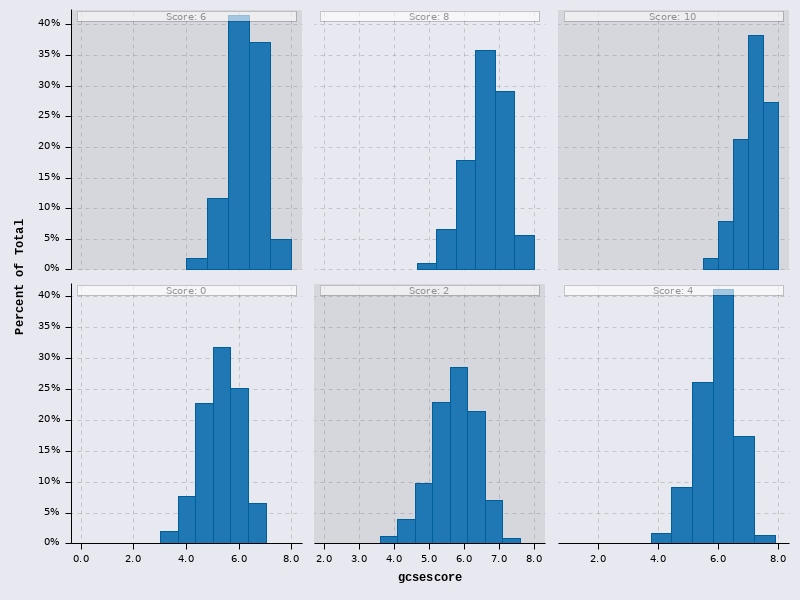 Score: 6
Score: 8
Score: 10
40%
35%
30%
25%
20%
15%
10%
5%
0%
Percent of Total
Score: 0
Score: 2
Score: 4
40%
35%
30%
25%
20%
15%
10%
5%
0%
0.0 2.0 4.0 6.0 8.0 2.0 3.0 4.0 5.0 6.0 7.0 8.0 2.0 4.0 6.0 8.0
gcsescore